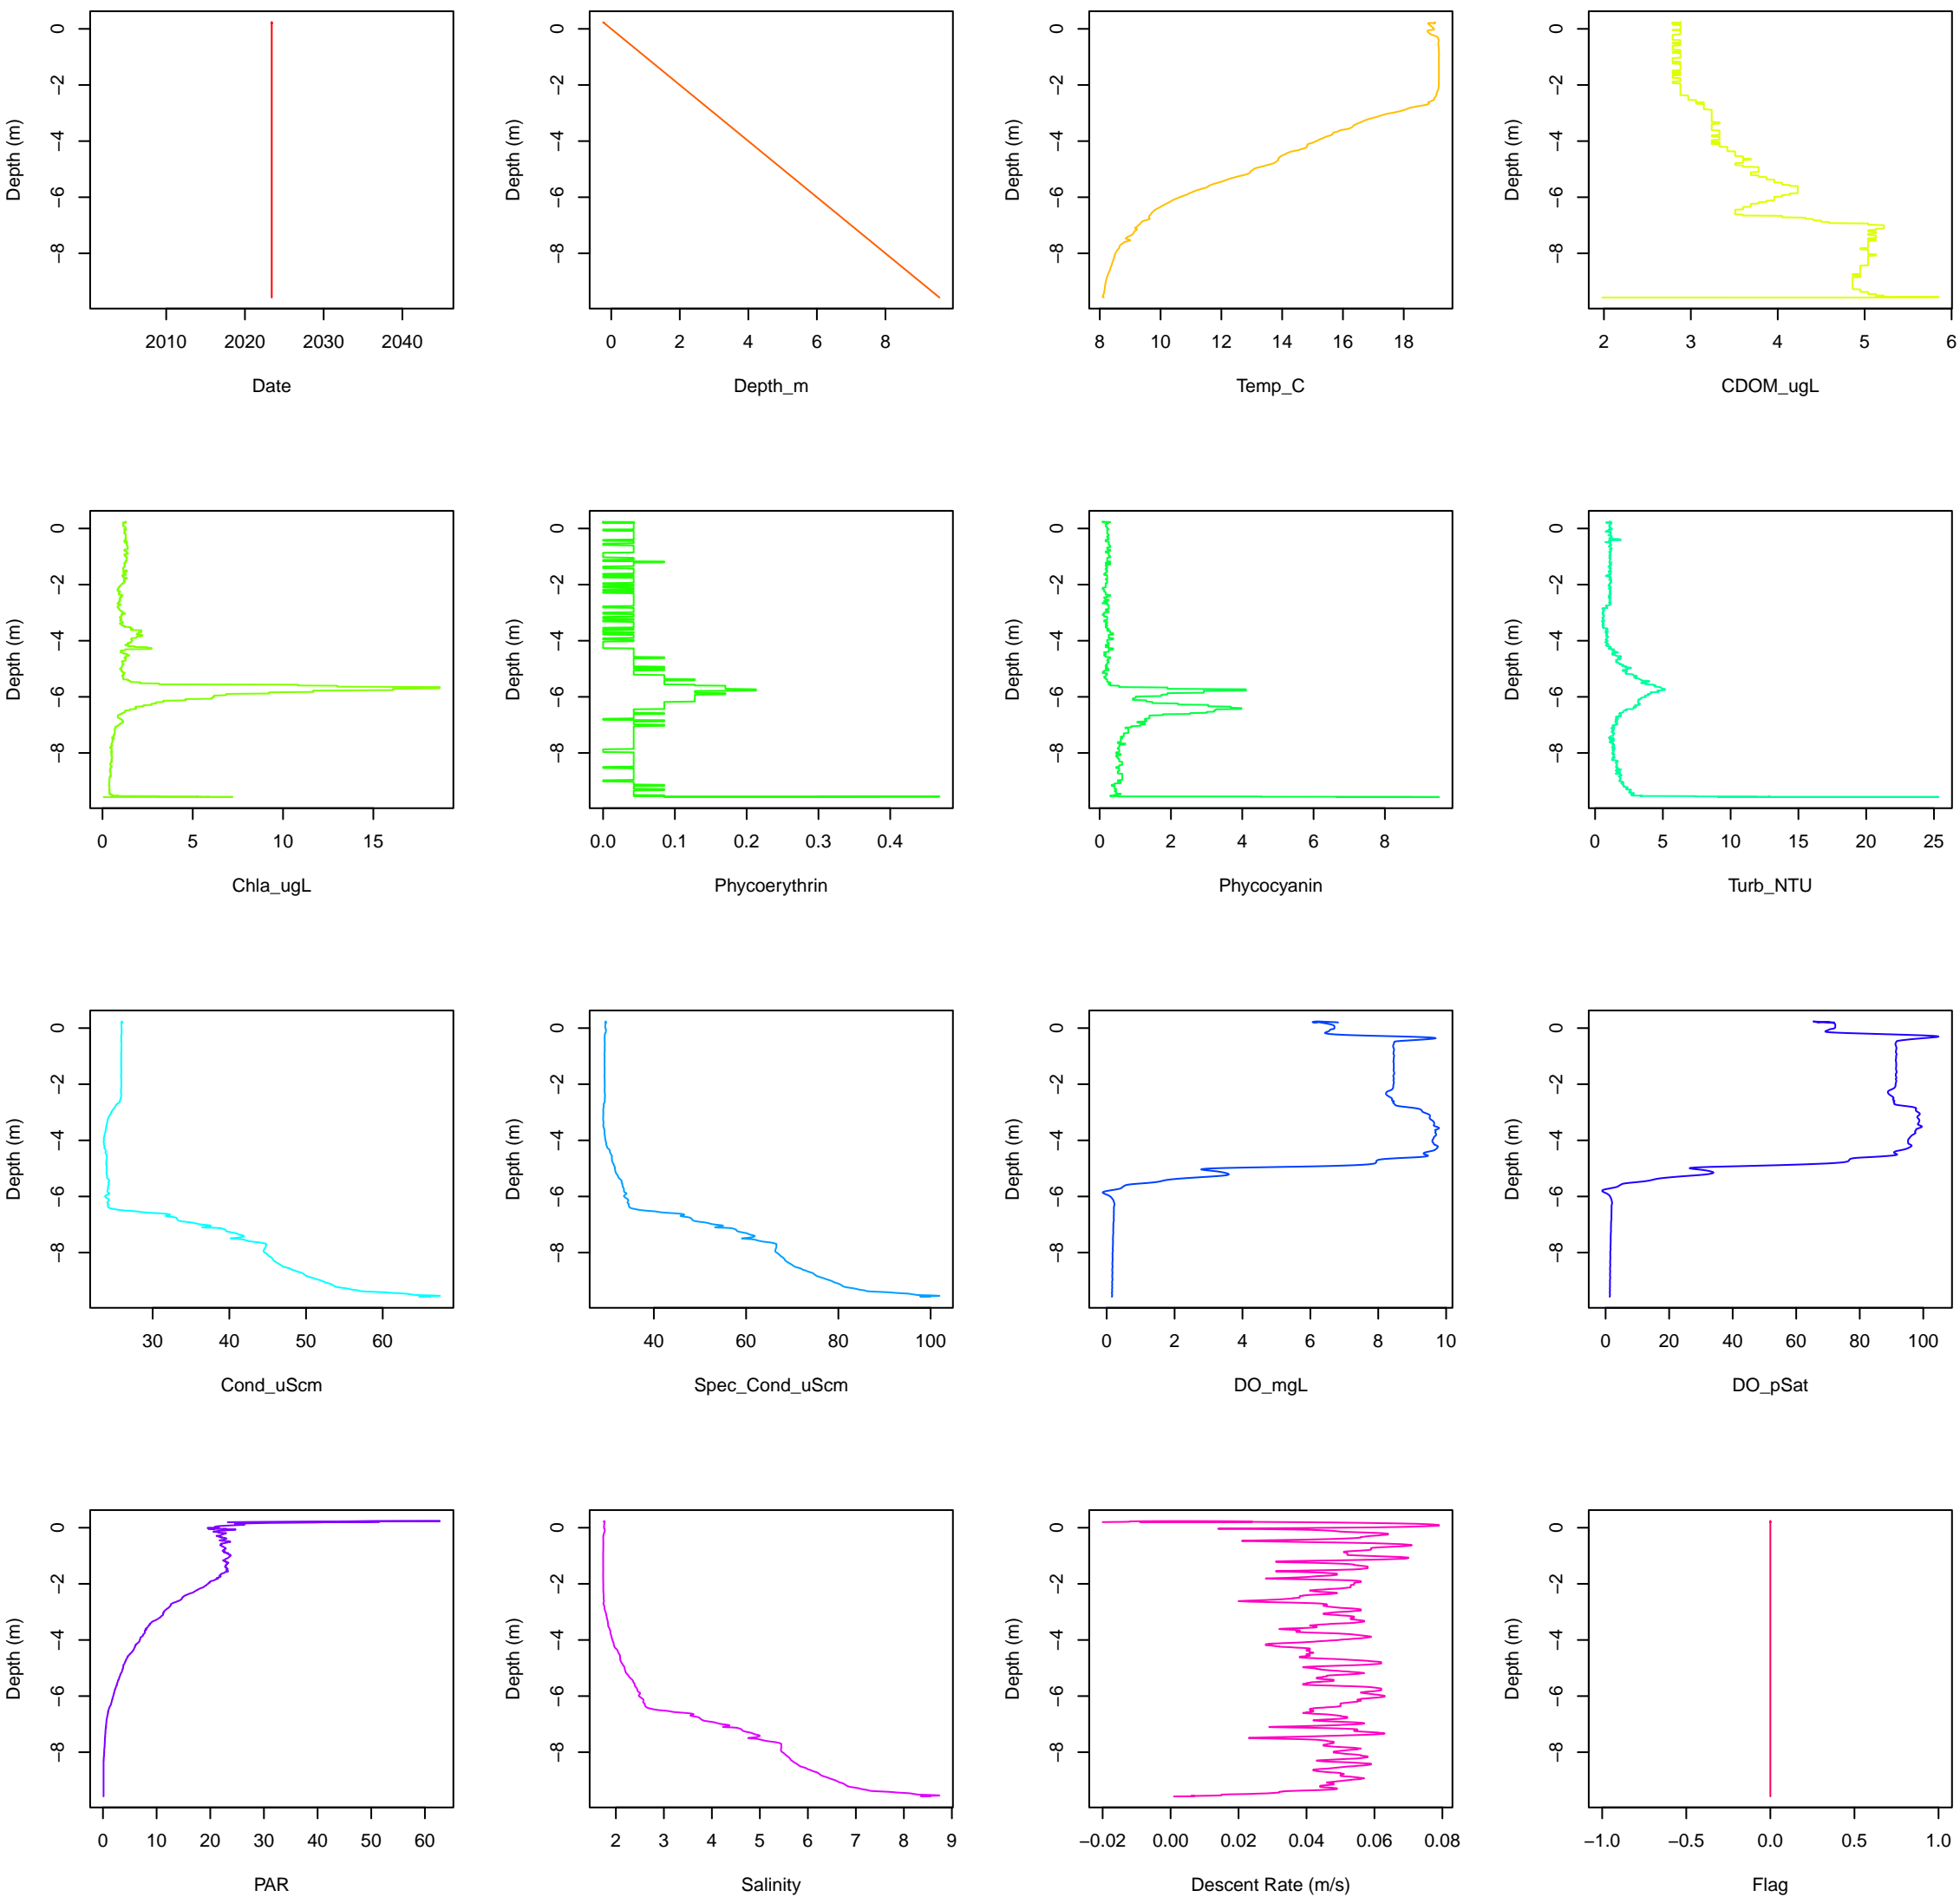 Depth (m)
0
−2
−4
−6
−8
2010 2020 2030 2040
Date
Depth (m)
0
−2
−4
−6
−8
0 2 4 6 8
Depth_m
Depth (m)
0
−2
−4
−6
−8
8 10 12 14 16 18
Temp_C
Depth (m)
0
−2
−4
−6
−8
2 3 4 5 6
CDOM_ugL
Depth (m)
0
−2
−4
−6
−8
0 5 10 15
Chla_ugL
Depth (m)
0
−2
−4
−6
−8
0.0 0.1 0.2 0.3 0.4
Phycoerythrin
Depth (m)
0
−2
−4
−6
−8
0 2 4 6 8
Phycocyanin
Depth (m)
0
−2
−4
−6
−8
0 5 10 15 20 25
Turb_NTU
Depth (m)
0
−2
−4
−6
−8
30 40 50 60
Cond_uScm
Depth (m)
0
−2
−4
−6
−8
40 60 80 100
Spec_Cond_uScm
Depth (m)
0
−2
−4
−6
−8
0 2 4 6 8 10
DO_mgL
Depth (m)
0
−2
−4
−6
−8
0 20 40 60 80 100
DO_pSat
Depth (m)
0
−2
−4
−6
−8
0 10 20 30 40 50 60
PAR
Depth (m)
0
−2
−4
−6
−8
2 3 4 5 6 7 8 9
Salinity
Depth (m)
0
−2
−4
−6
−8
−0.02 0.00 0.02 0.04 0.06 0.08
Descent Rate (m/s)
Depth (m)
0
−2
−4
−6
−8
−1.0 −0.5 0.0 0.5 1.0
Flag